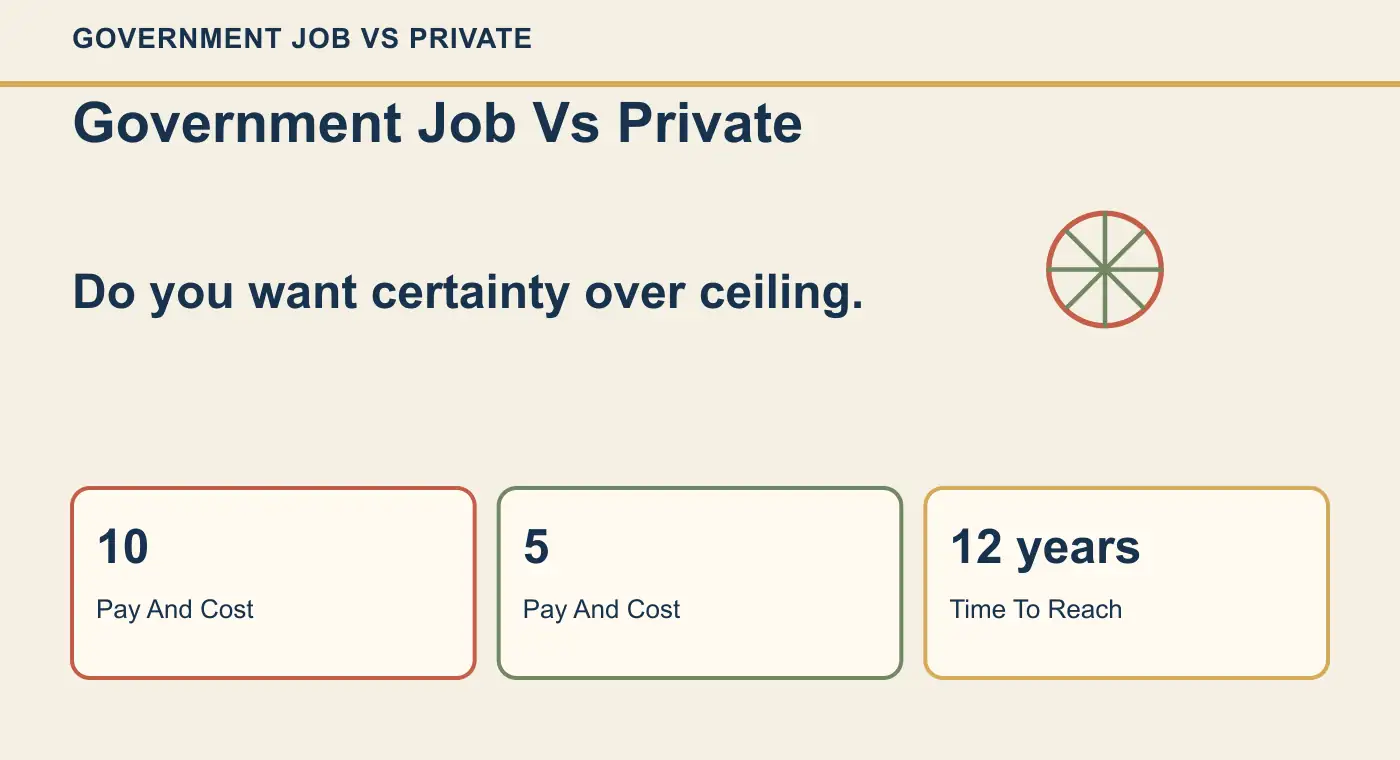 GOVERNMENT JOB VS PRIVATE
Government Job Vs Private
Do you want certainty over ceiling.
10
Pay And Cost
5
Pay And Cost
12 years
Time To Reach